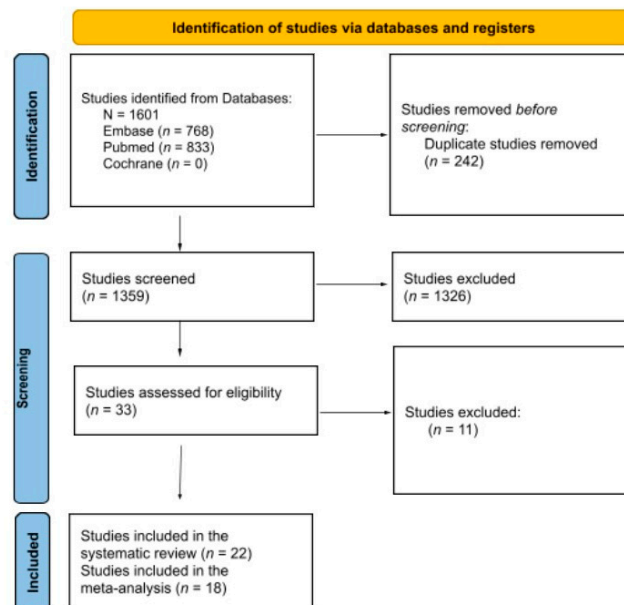 Identification of studies via databases and registers
Identification
Studies identified from Databases:
N = 1601
Embase (n = 768)
Pubmed (n = 833)
Cochrane (n = 0)
Studies removed before
screening:
Duplicate studies removed
(n = 242)
Screening
Studies screened
(n = 1359)
Studies excluded
(n = 1326)
Studies assessed for eligibility
(n = 33)
Studies excluded:
(n = 11)
Included
Studies included in the
systematic review (n = 22)
Studies included in the
meta-analysis (n = 18)